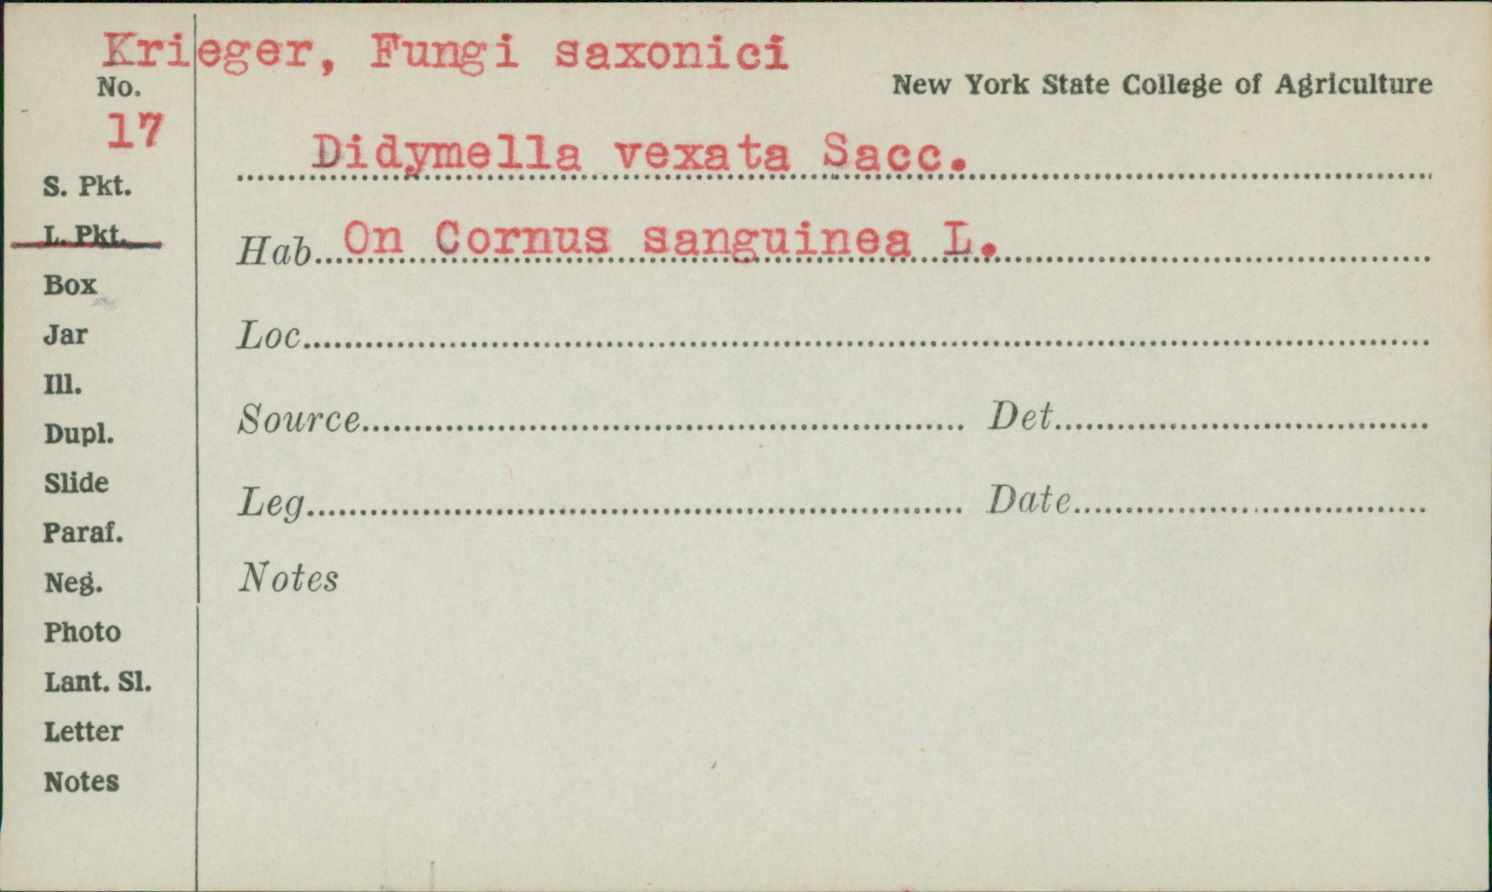 Krieger, Fungi saxonici
No.
New York State College of Agriculture
17
Didymella vexata Sacc.
S. Pkt.
L. Pkt.
Hab. On Cornus sanguinea L.
Box
Jar
Loc.
Ill.
Source
Det.
Dupl.
Slide
Leg.
Date
Paraf.
Neg.
Notes
Photo
Lant. Sl.
Letter
Notes